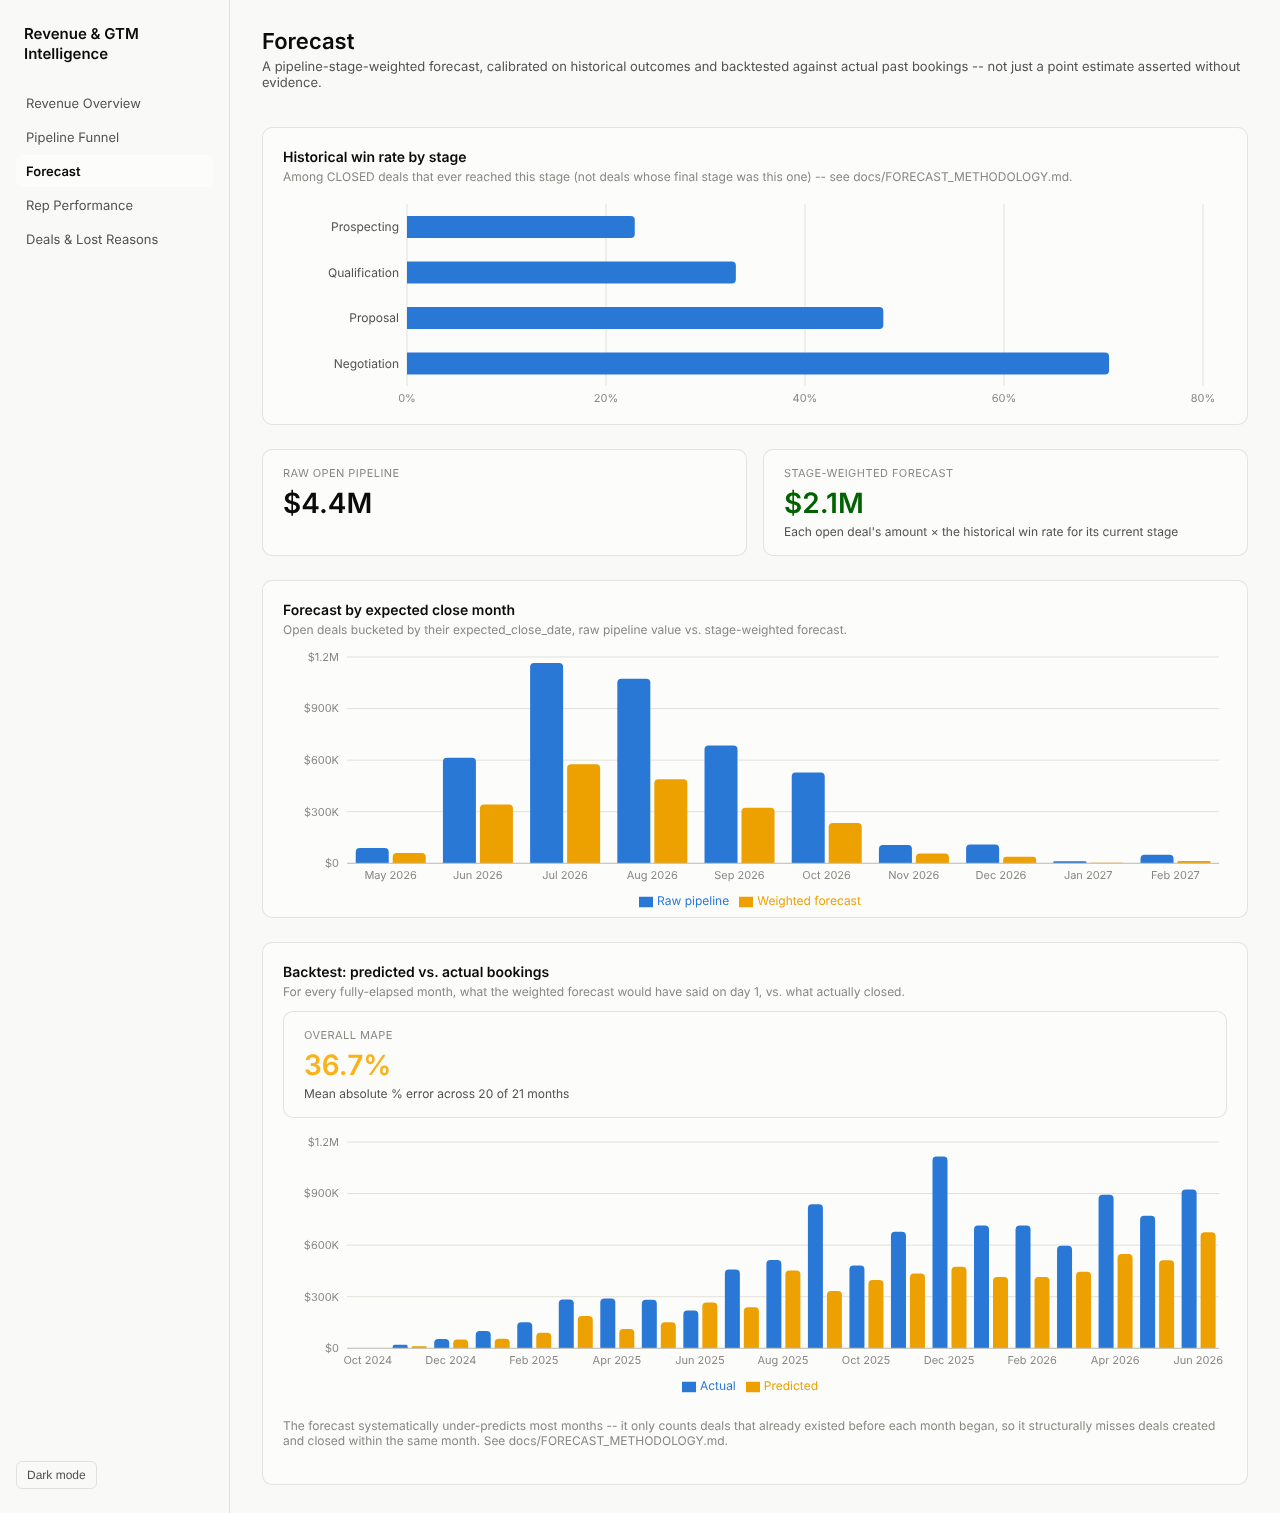 Revenue & GTM
Intelligence
Revenue Overview
Pipeline Funnel
Forecast
Rep Performance
Deals & Lost Reasons
Dark mode
Forecast
A pipeline-stage-weighted forecast, calibrated on historical outcomes and backtested against actual past bookings -- not just a point estimate asserted without
evidence.
Historical win rate by stage
Among CLOSED deals that ever reached this stage (not deals whose final stage was this one) -- see docs/FORECAST_METHODOLOGY.md.
Prospecting
Qualification
Proposal
Negotiation
0% 20% 40% 60% 80%
RAW OPEN PIPELINE
$4.4M
STAGE-WEIGHTED FORECAST
$2.1M
Each open deal's amount × the historical win rate for its current stage
Forecast by expected close month
Open deals bucketed by their expected_close_date, raw pipeline value vs. stage-weighted forecast.
$1.2M
$900K
$600K
$300K
$0
May 2026 Jun 2026 Jul 2026 Aug 2026 Sep 2026 Oct 2026 Nov 2026 Dec 2026 Jan 2027 Feb 2027
Raw pipeline Weighted forecast
Backtest: predicted vs. actual bookings
For every fully-elapsed month, what the weighted forecast would have said on day 1, vs. what actually closed.
OVERALL MAPE
36.7%
Mean absolute % error across 20 of 21 months
$1.2M
$900K
$600K
$300K
$0
Oct 2024 Dec 2024 Feb 2025 Apr 2025 Jun 2025 Aug 2025 Oct 2025 Dec 2025 Feb 2026 Apr 2026 Jun 2026
Actual Predicted
The forecast systematically under-predicts most months -- it only counts deals that already existed before each month began, so it structurally misses deals created
and closed within the same month. See docs/FORECAST_METHODOLOGY.md.